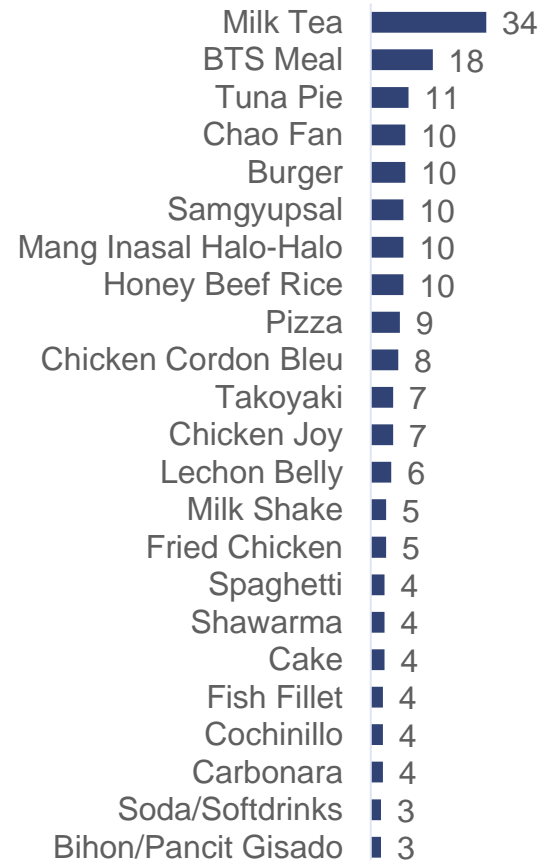 Milk Tea 34
BTS Meal 18
Tuna Pie 11
Chao Fan 10
Burger 10
Samgyupsal 10
Mang Inasal Halo-Halo 10
Honey Beef Rice 10
Pizza 9
Chicken Cordon Bleu 8
Takoyaki 7
Chicken Joy 7
Lechon Belly 6
Milk Shake 5
Fried Chicken 5
Spaghetti 4
Shawarma 4
Cake 4
Fish Fillet 4
Cochinillo 4
Carbonara 4
Soda/Softdrinks 3
Bihon/Pancit Gisado 3